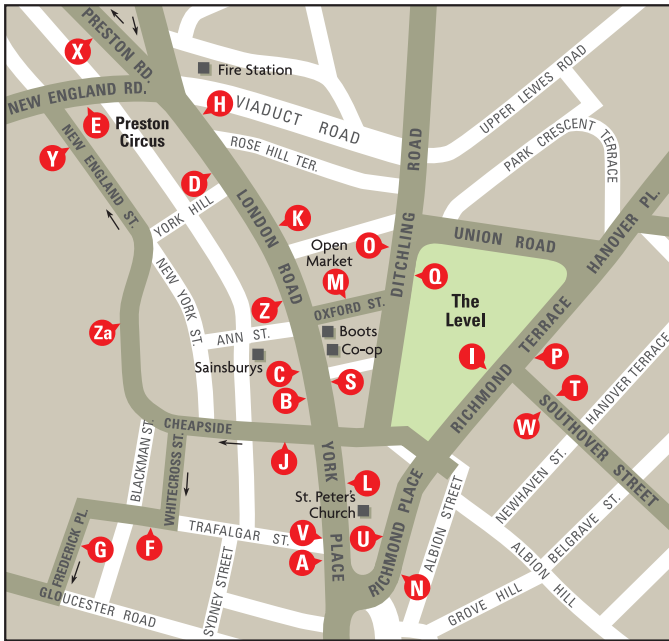 PRESTON RD.
X
Y
NEW ENGLAND RD.
E
Preston
Circus
Fire Station
H
VIADUCT ROAD
ROSE HILL TER.
UPPER LEWES ROAD
PARK CRESCENT TERRACE
DITCHLING ROAD
HANOVER PL.
UNION ROAD
NEW ENGLAND ST.
D
YORK HILL
LONDON ROAD
K
Open
Market
O
M
Q
The
Level
OXFORD ST.
Z
Za
NEW YORK ST.
ANN ST.
Boots
Co-op
Sainsburys
C
B
S
I
P
T
W
RICHMOND TERRACE
SOUTHOVER STREET
HANOVER TERRACE
CHEAPSIDE
J
BLACKMAN ST.
WHITECROSS ST.
YORK PLACE
L
St. Peter's
Church
RICHMOND PLACE
ALBION STREET
NEWHAVEN ST.
BELGRAVE ST.
ALBION HILL
GROVE HILL
FREDERICK PL.
G
F
TRAFALGAR ST.
V
A
U
N
SYDNEY STREET
GLOUCESTER ROAD